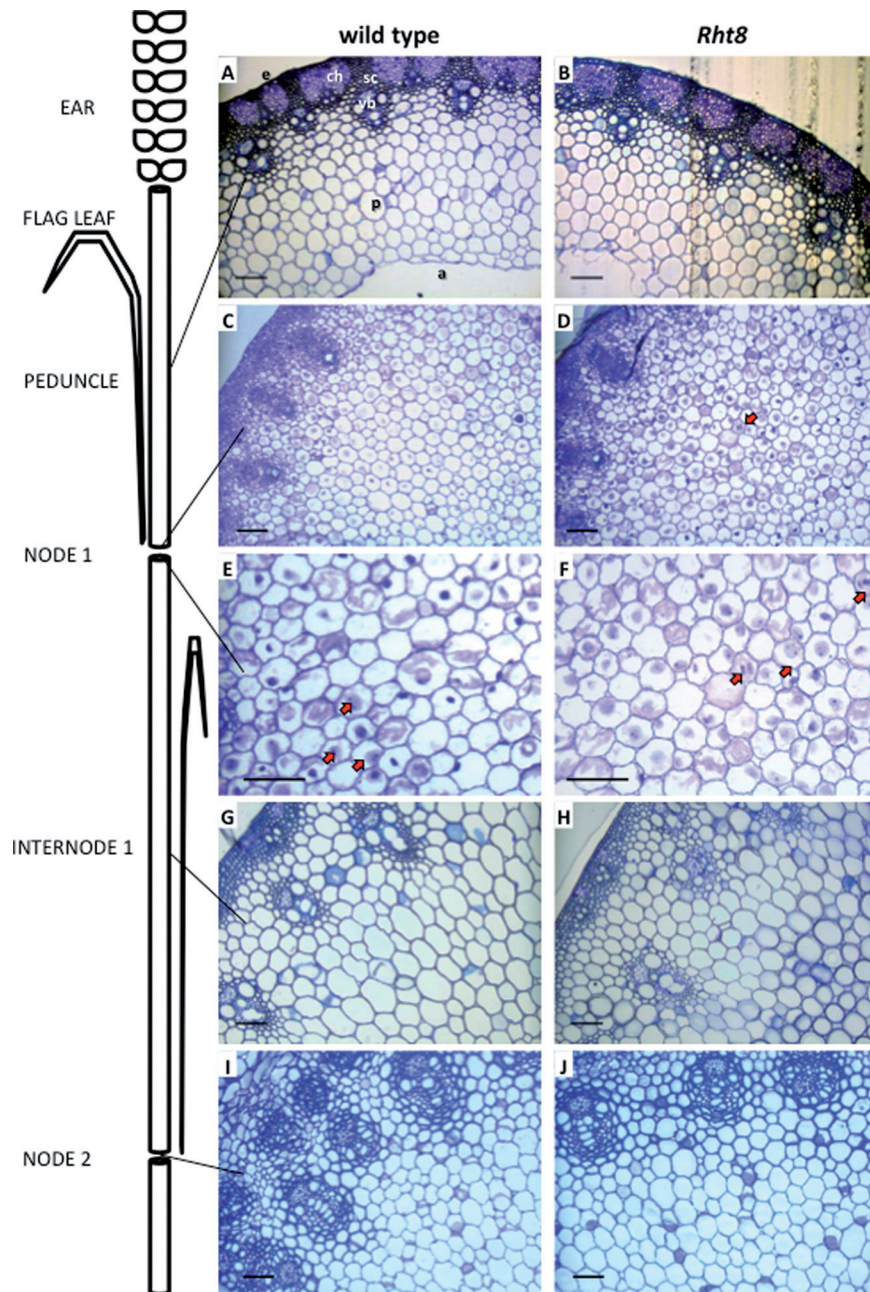 wild type
Rht8
EAR
FLAG LEAF
PEDUNCLE
NODE 1
INTERNODE 1
NODE 2
A
e
ch
sc
vb
p
a
B
C
D
E
F
G
H
I
J